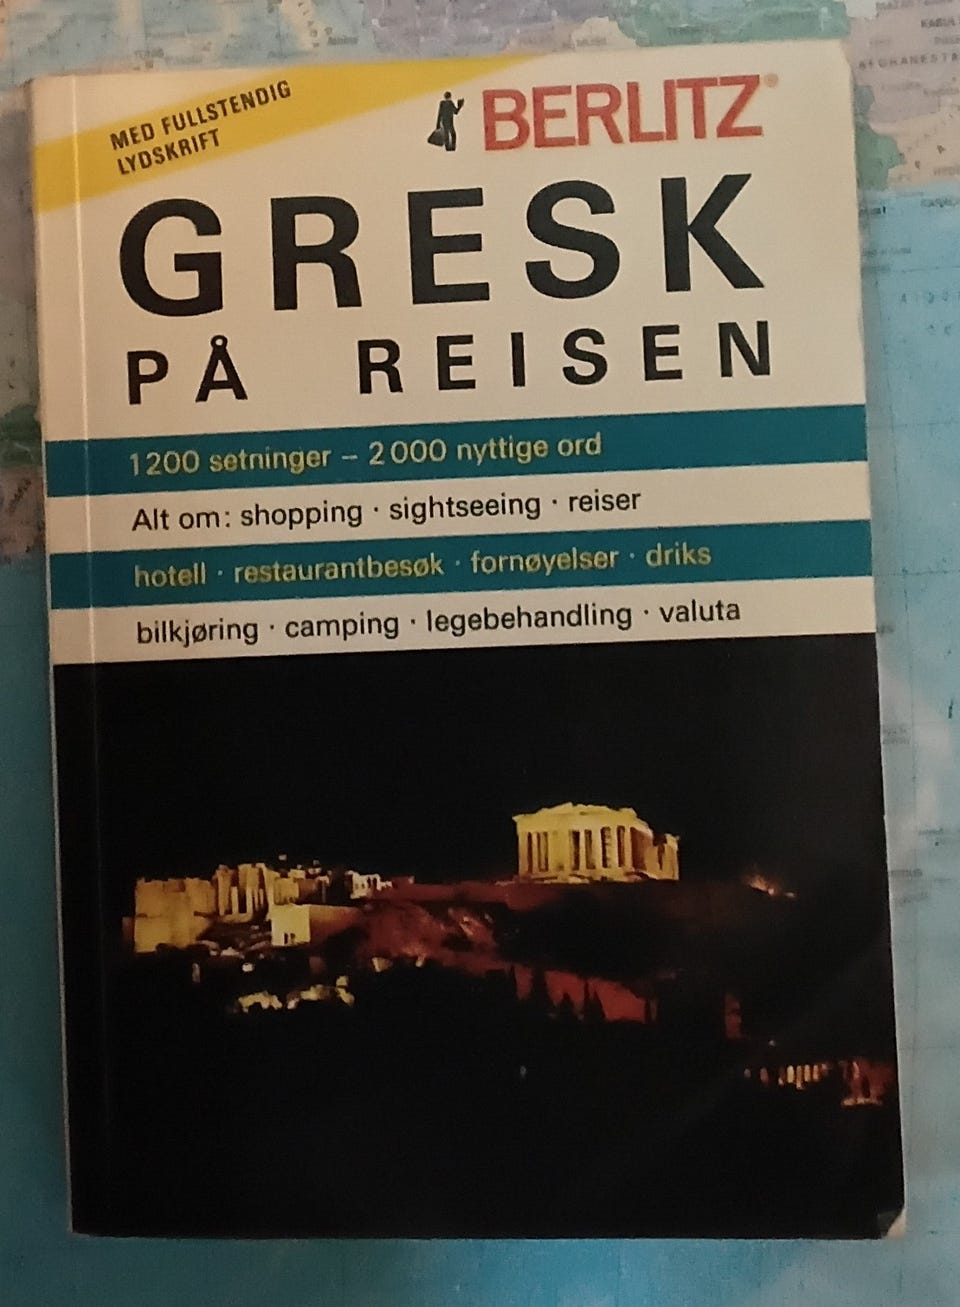 MED FULLSTENDIG
LYDSKRIFT
BERLITZ®
GRESK
PÅ REISEN
1200 setninger – 2000 nyttige ord
Alt om: shopping · sightseeing · reiser
hotell · restaurantbesøk · fornøyelser · driks
bilkjøring · camping · legebehandling · valuta